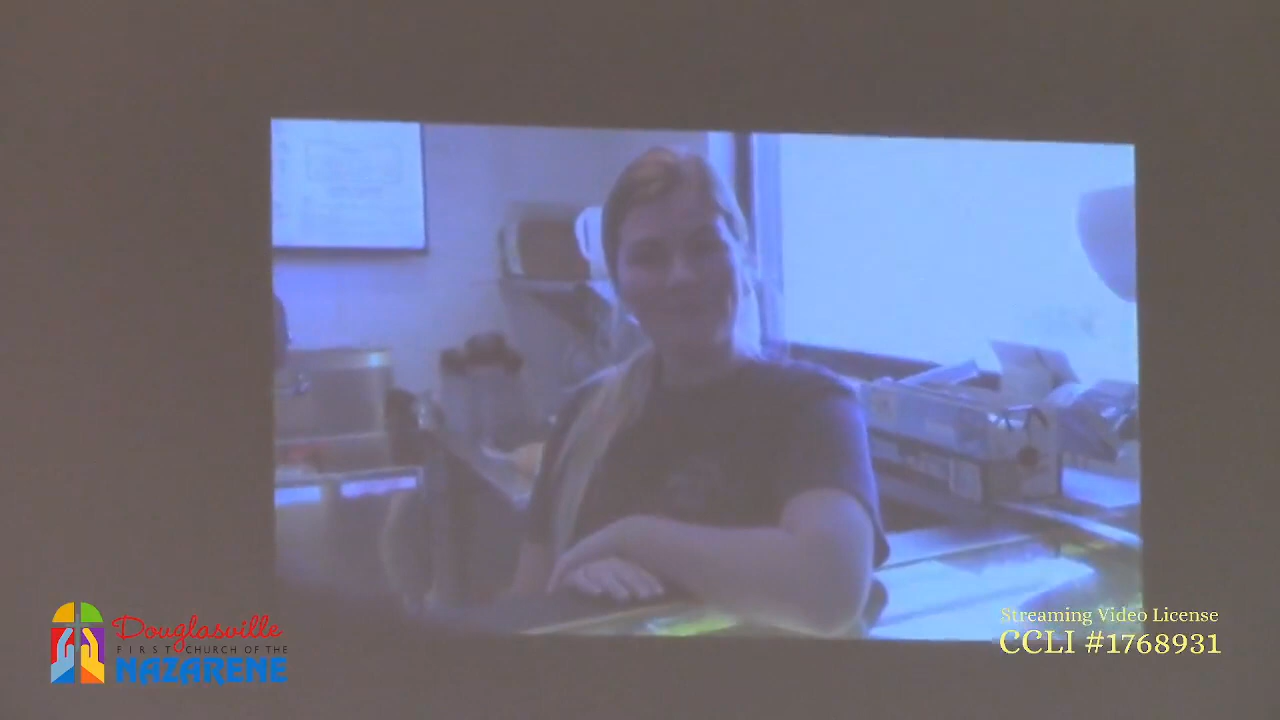 Douglasville
FIRST CHURCH OF THE
NAZARENE
Streaming Video License
CCLI #1768931